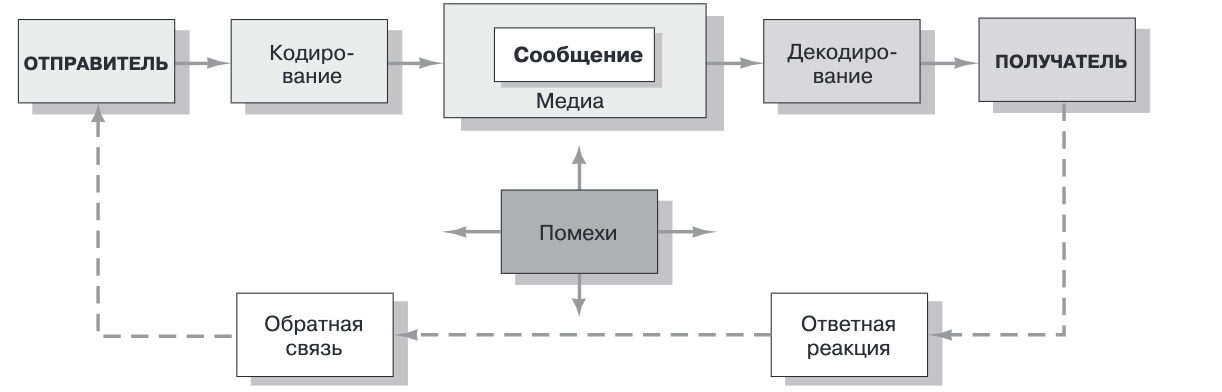 ОТПРАВИТЕЛЬ
Кодиро-
вание
Сообщение
Медиа
Декодиро-
вание
ПОЛУЧАТЕЛЬ
Помехи
Обратная
связь
Ответная
реакция